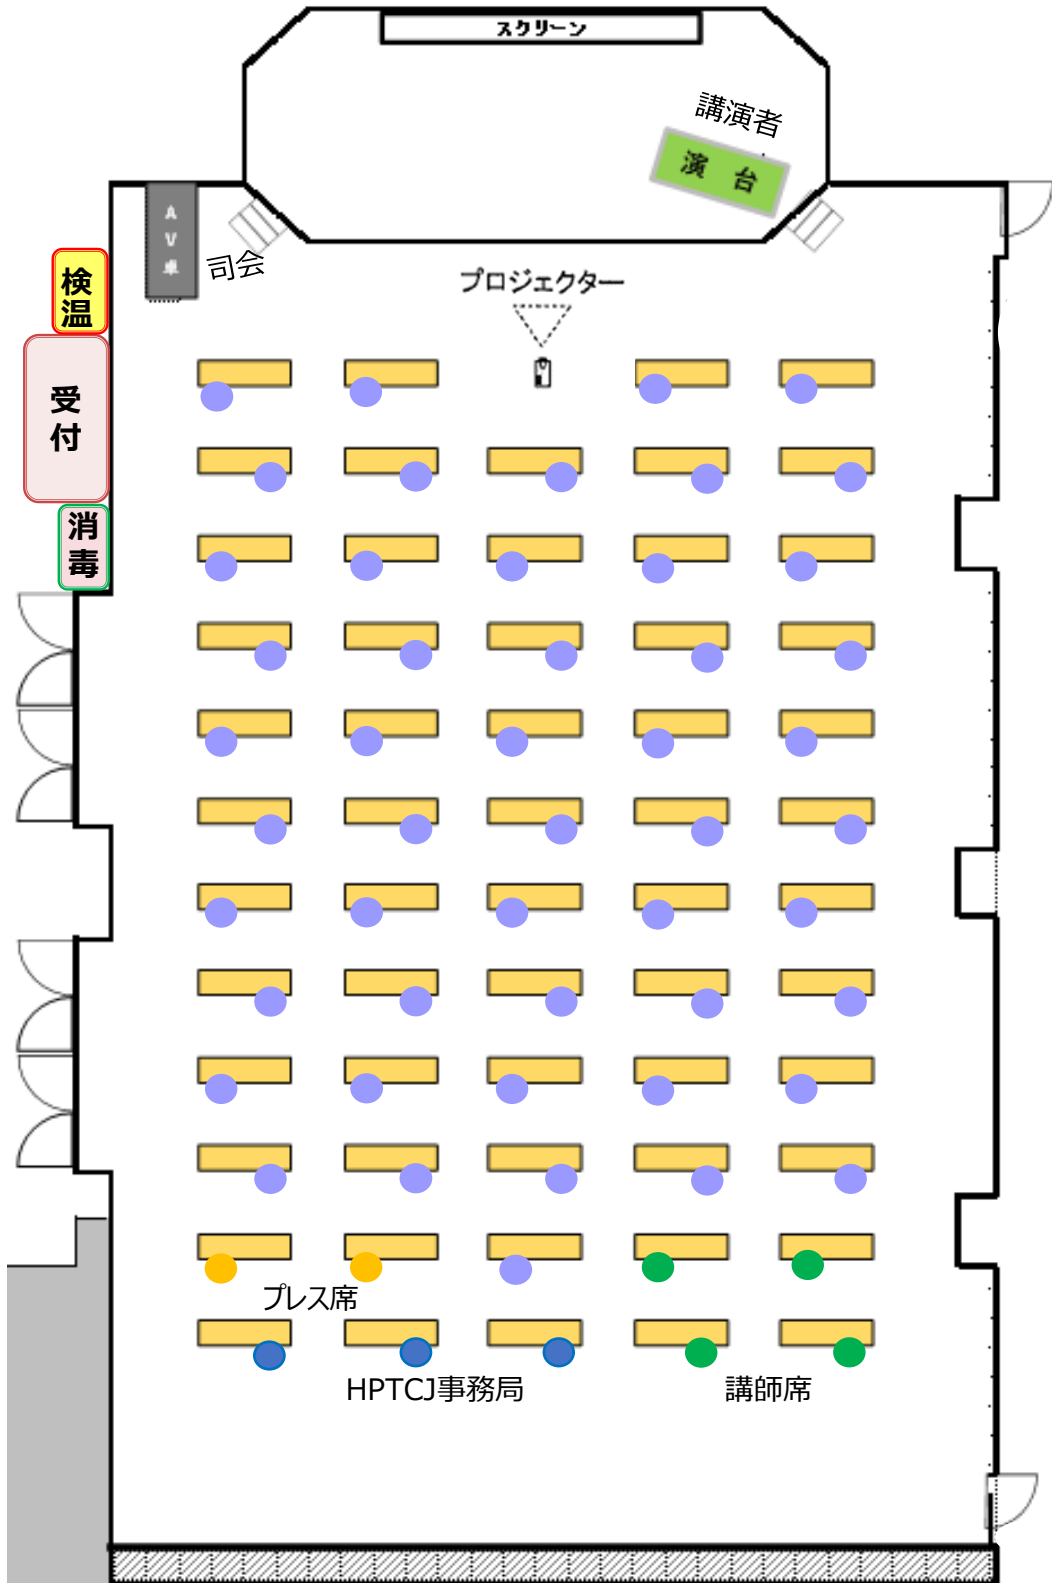 スクリーン
講演者
演 台
AV卓
司会
検温
プロジェクター
受付
消毒
プレス席
HPTCJ事務局
講師席